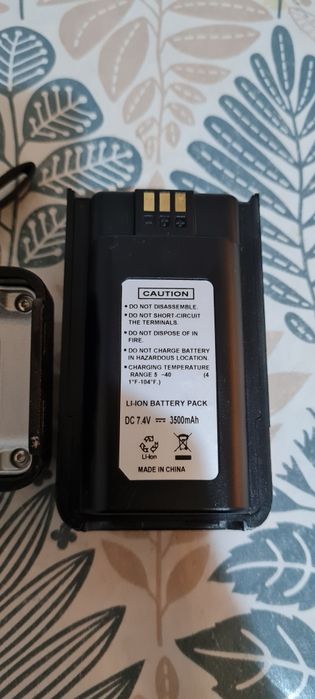 CAUTION
• DO NOT DISASSEMBLE.
• DO NOT SHORT-CIRCUIT
THE TERMINALS.
• DO NOT DISPOSE OF IN
FIRE.
• DO NOT CHARGE BATTERY
IN HAZARDOUS LOCATION.
• CHARGING TEMPERATURE
RANGE 5 ~40 (4
1°F-104°F.)
LI-ION BATTERY PACK
DC 7.4V ⎓ 3500mAh
Li-ion
MADE IN CHINA